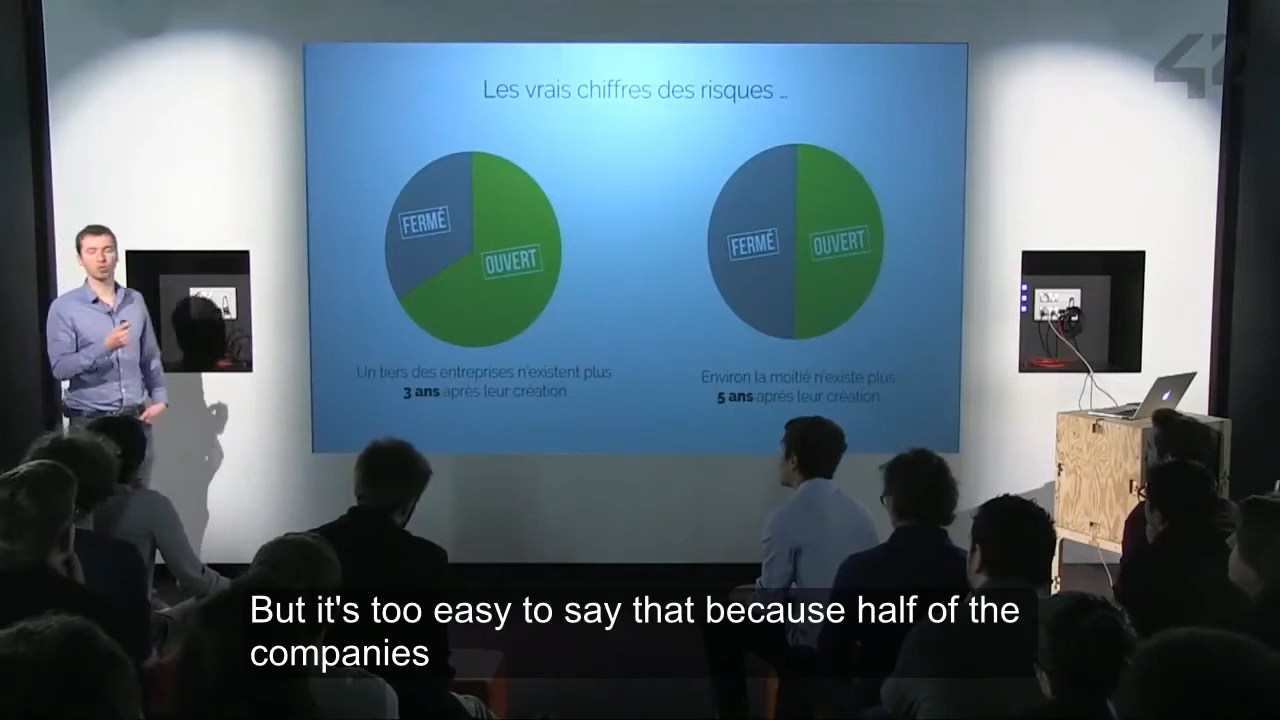 42
Les vrais chiffres des risques ...
FERMÉ
OUVERT
FERMÉ
OUVERT
Un tiers des entreprises n'existent plus
3 ans après leur création
Environ la moitié n'existe plus
5 ans après leur création
But it's too easy to say that because half of the
companies